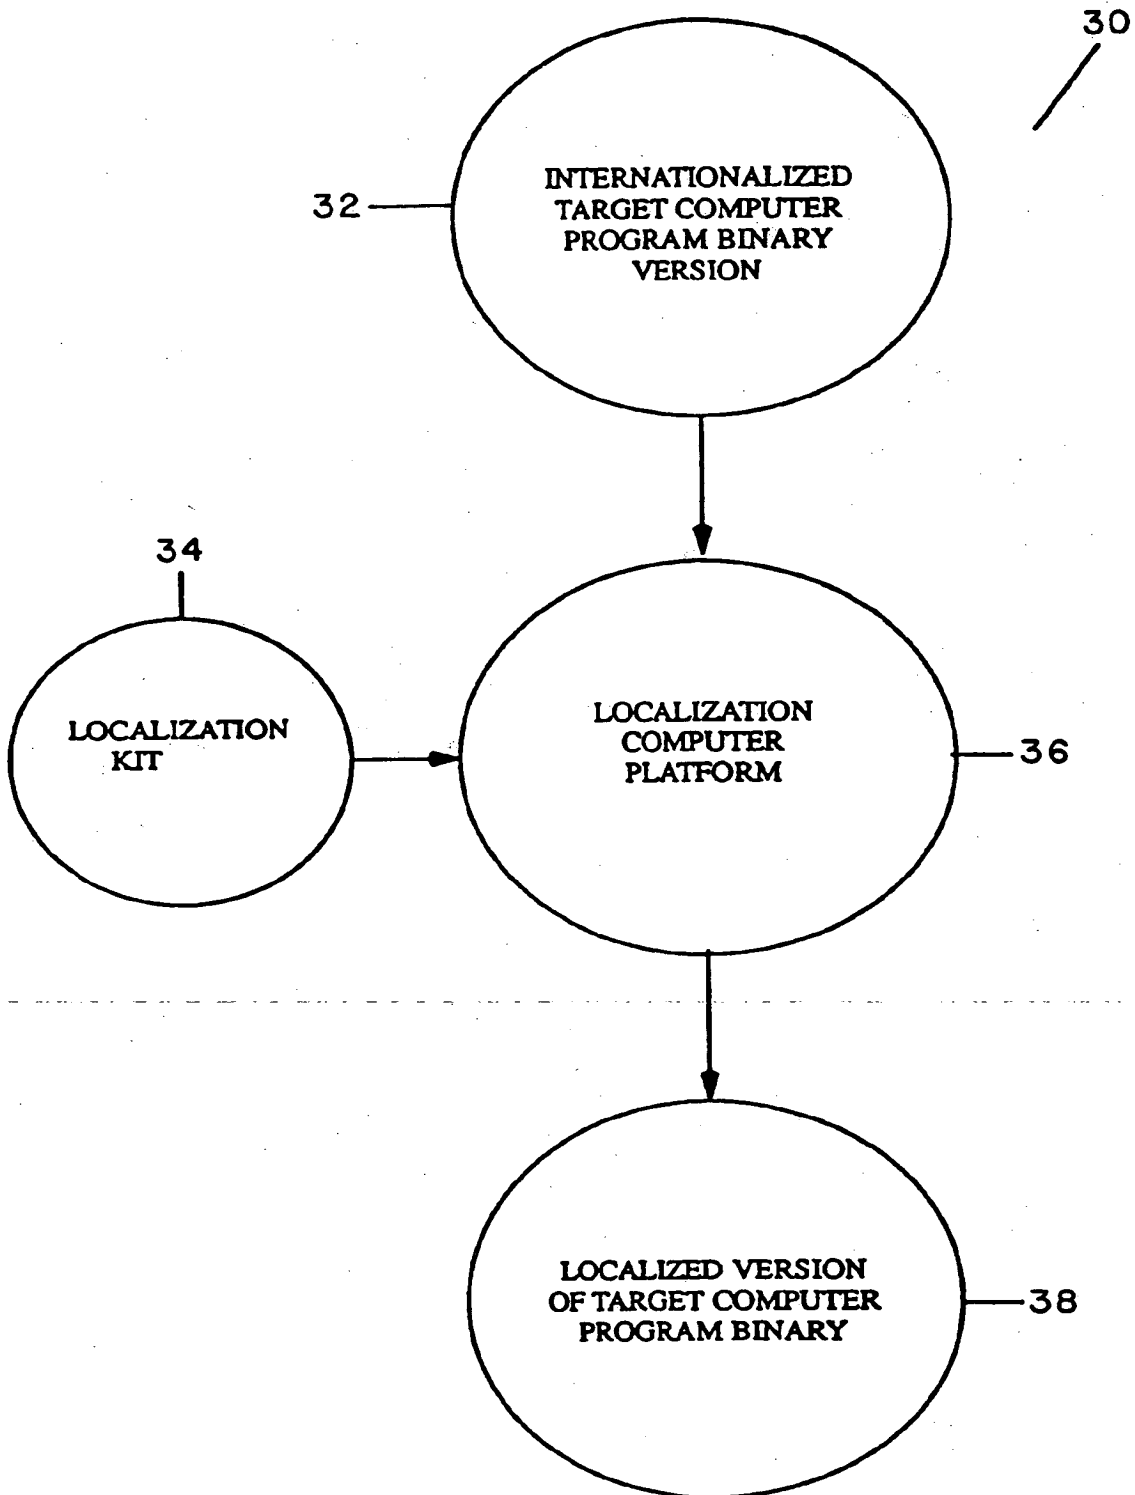 30
INTERNATIONALIZED
TARGET COMPUTER
PROGRAM BINARY
VERSION
32
34
LOCALIZATION
KIT
LOCALIZATION
COMPUTER
PLATFORM
36
LOCALIZED VERSION
OF TARGET COMPUTER
PROGRAM BINARY
38